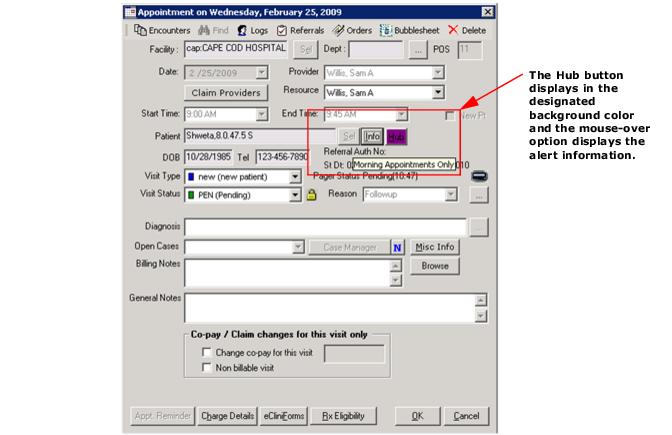 Appointment on Wednesday, February 25, 2009
Encounters Find Logs Referrals Orders Bubblesheet Delete
Facility : cap:CAPE COD HOSPITAL Sel Dept : ... POS 11
Date: 2 /25/2009 Provider Willis, Sam A
Claim Providers Resource Willis, Sam A
Start Time: 9:00 AM End Time: 9:45 AM New Pt
Patient Shweta,8.0.47.5 S Sel Info Hub
Referral Auth No:
DOB 10/28/1985 Tel 123-456-7890 St Dt: 0 Morning Appointments Only 010
Visit Type new (new patient) Pager Status Pending(18:47)
Visit Status PEN (Pending) Reason Followup ...
Diagnosis ...
Open Cases Case Manager N Misc Info
Billing Notes Browse
General Notes
Co-pay / Claim changes for this visit only
Change co-pay for this visit
Non billable visit
Appt. Reminder Charge Details eCliniForms Rx Eligibility OK Cancel
The Hub button
displays in the
designated
background color
and the mouse-over
option displays the
alert information.